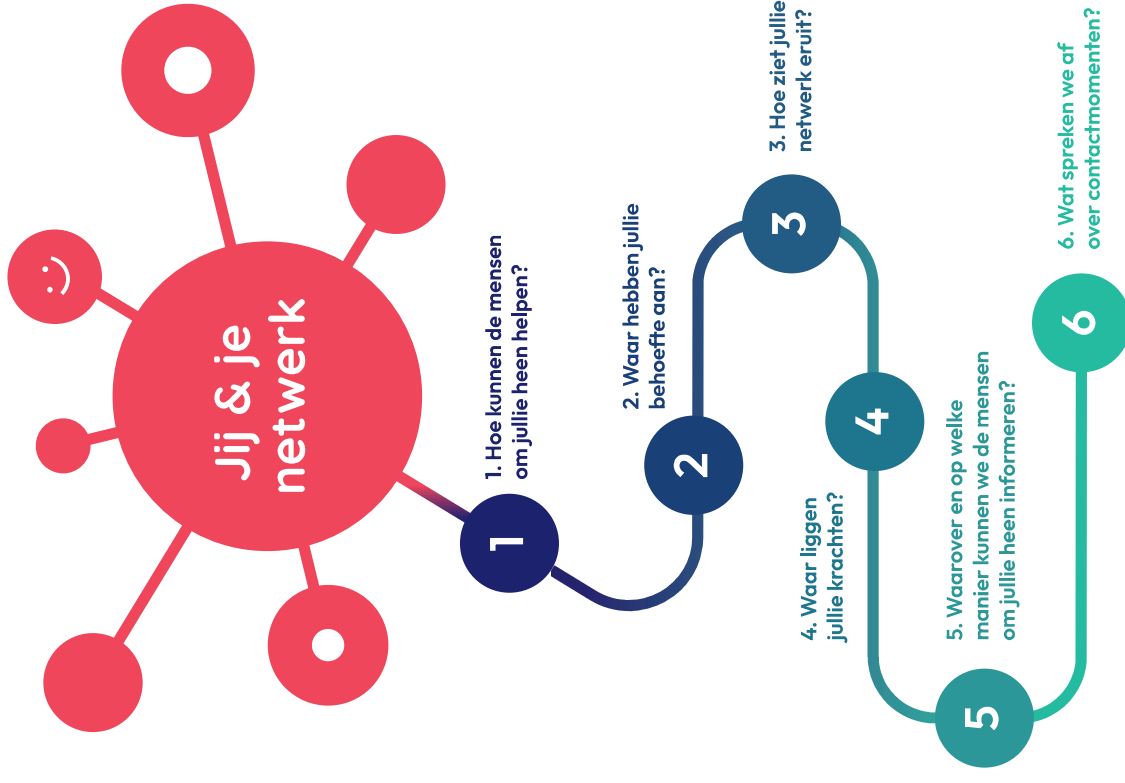 Jij & je
netwerk
1. Hoe kunnen de mensen
om jullie heen helpen?
1
2. Waar hebben jullie
behoefte aan?
2
3. Hoe ziet jullie
netwerk eruit?
3
4. Waar liggen
jullie krachten?
4
5. Waarover en op welke
manier kunnen we de mensen
om jullie heen informeren?
5
6. Wat spreken we af
over contactmomenten?
6